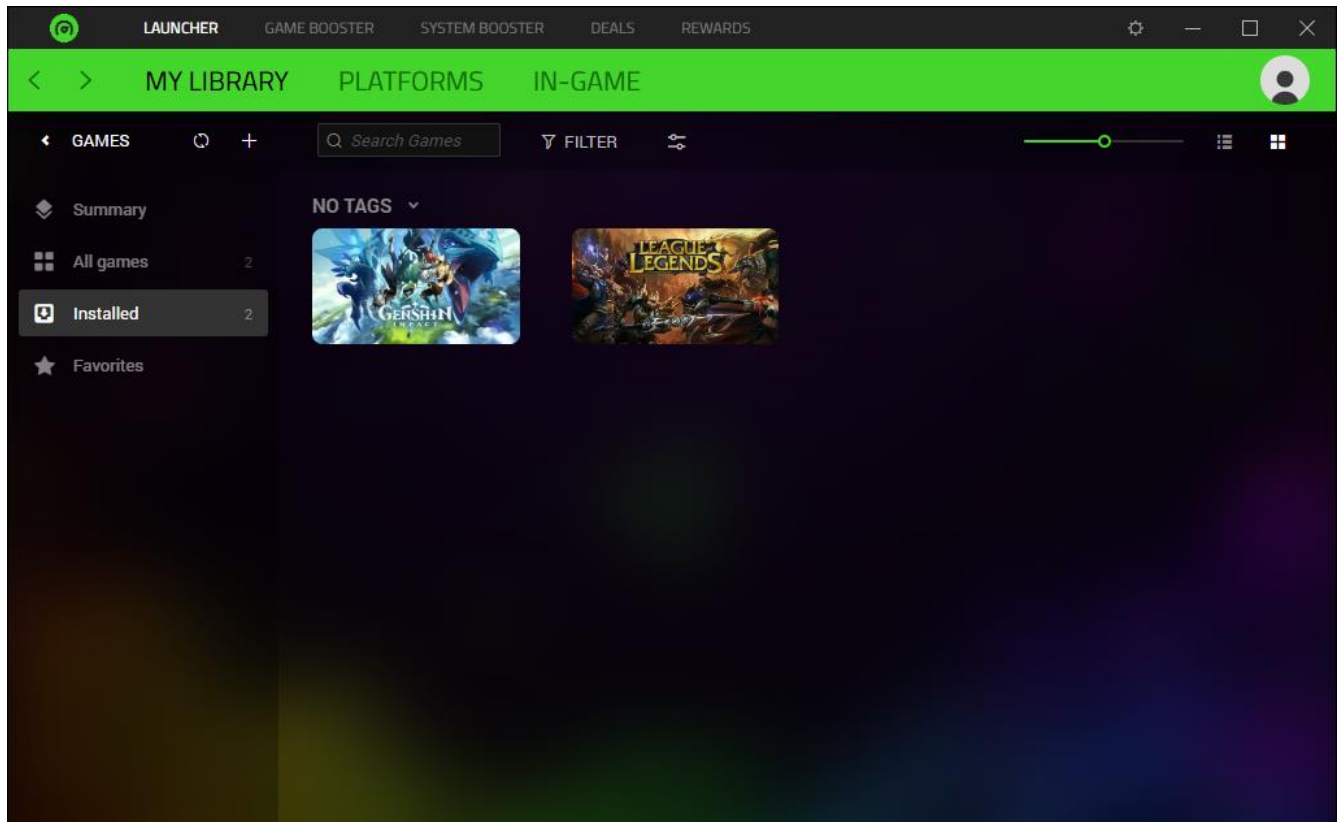 LAUNCHER GAME BOOSTER SYSTEM BOOSTER DEALS REWARDS
MY LIBRARY PLATFORMS IN-GAME
GAMES Search Games FILTER
Summary
All games 2
Installed 2
Favorites
NO TAGS
GENSHIN
IMPACT
LEAGUE OF
LEGENDS